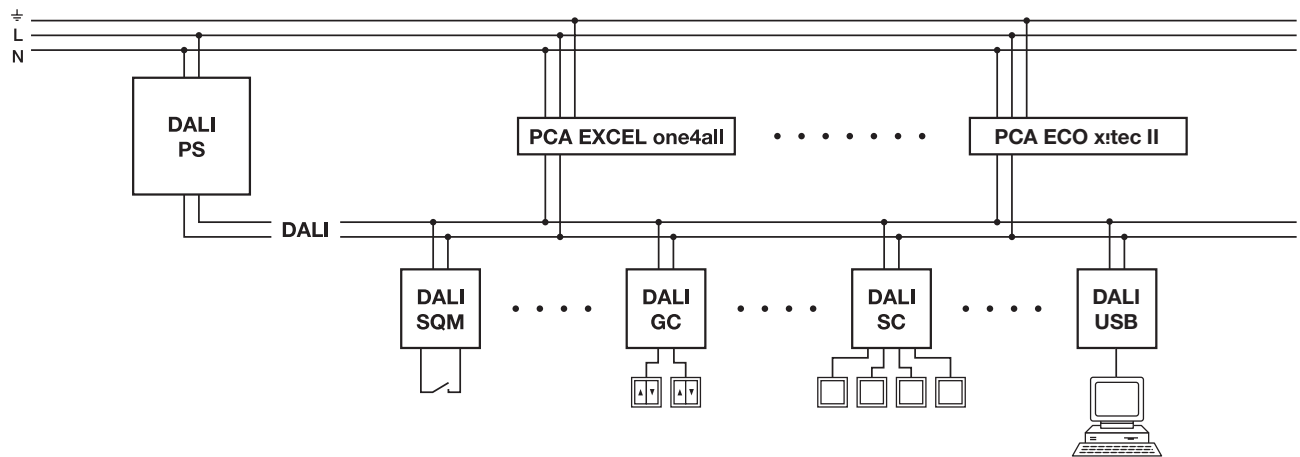 L
N
DALI
PS
PCA EXCEL one4all
PCA ECO x!tec II
DALI
DALI
SQM
DALI
GC
DALI
SC
DALI
USB